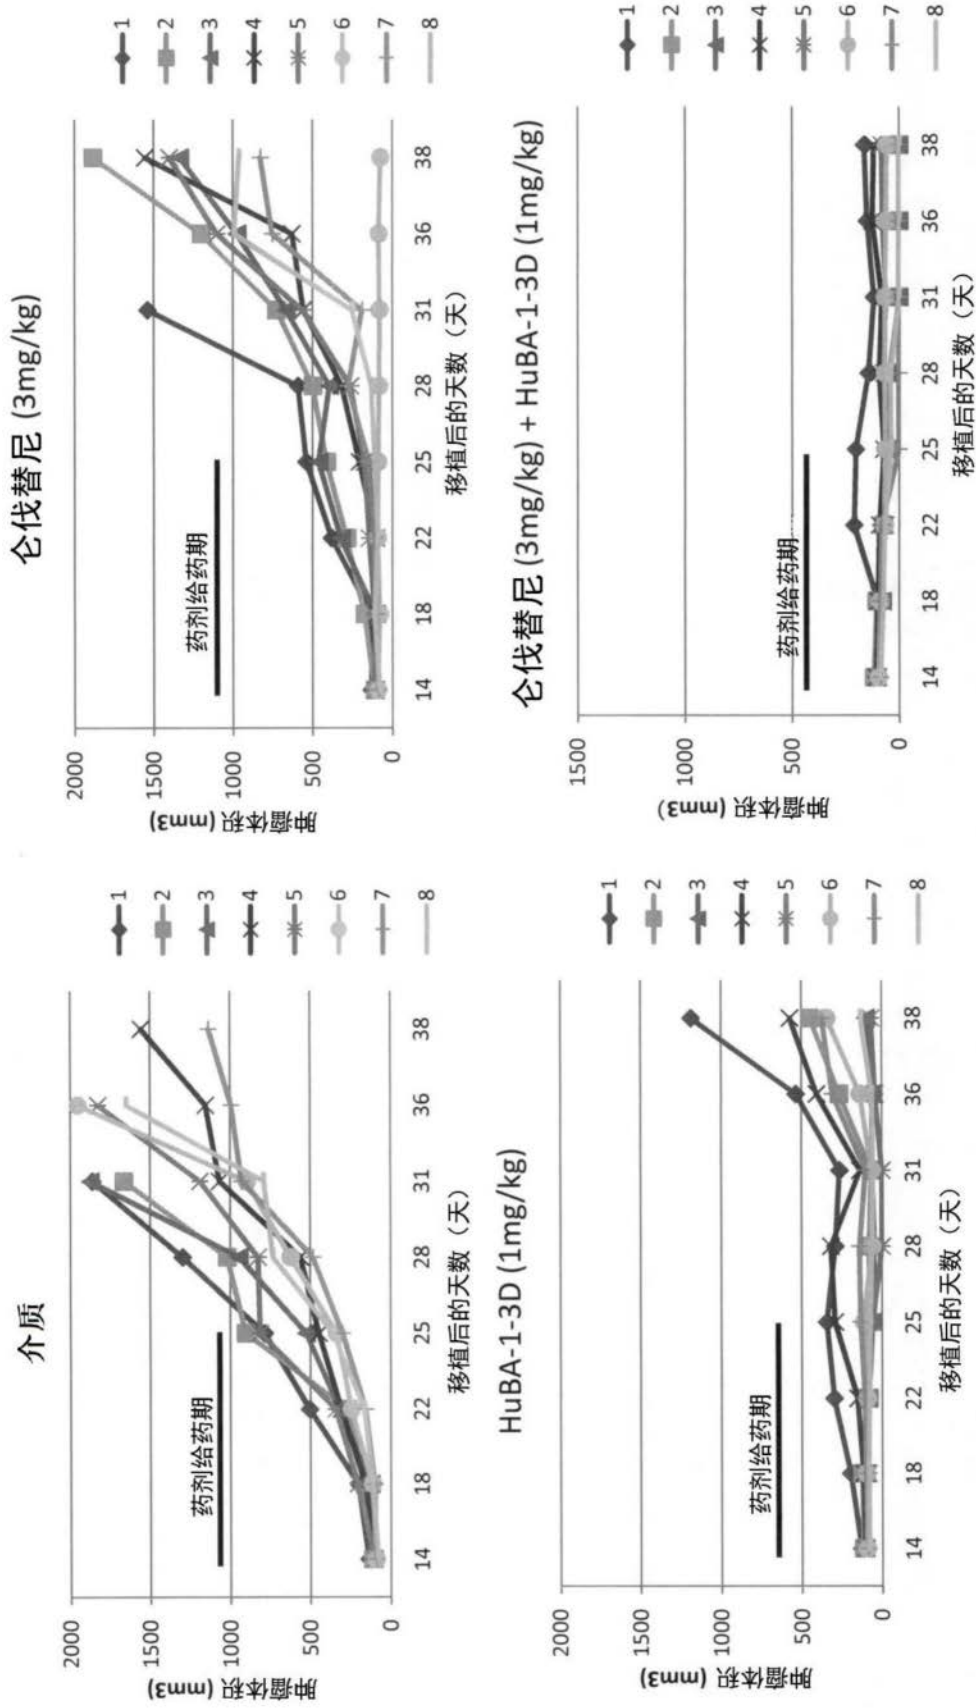 介质
肿瘤体积 (mm3)
2000
1500
1000
500
0
药剂给药期
14 18 22 25 28 31 36 38
移植后的天数（天）
1
2
3
4
5
6
7
8
仑伐替尼 (3mg/kg)
肿瘤体积 (mm3)
2000
1500
1000
500
0
药剂给药期
14 18 22 25 28 31 36 38
移植后的天数（天）
1
2
3
4
5
6
7
8
HuBA-1-3D (1mg/kg)
肿瘤体积 (mm3)
2000
1500
1000
500
0
药剂给药期
14 18 22 25 28 31 36 38
移植后的天数（天）
1
2
3
4
5
6
7
8
仑伐替尼 (3mg/kg) + HuBA-1-3D (1mg/kg)
肿瘤体积 (mm3)
1500
1000
500
0
药剂给药期
14 18 22 25 28 31 36 38
移植后的天数（天）
1
2
3
4
5
6
7
8